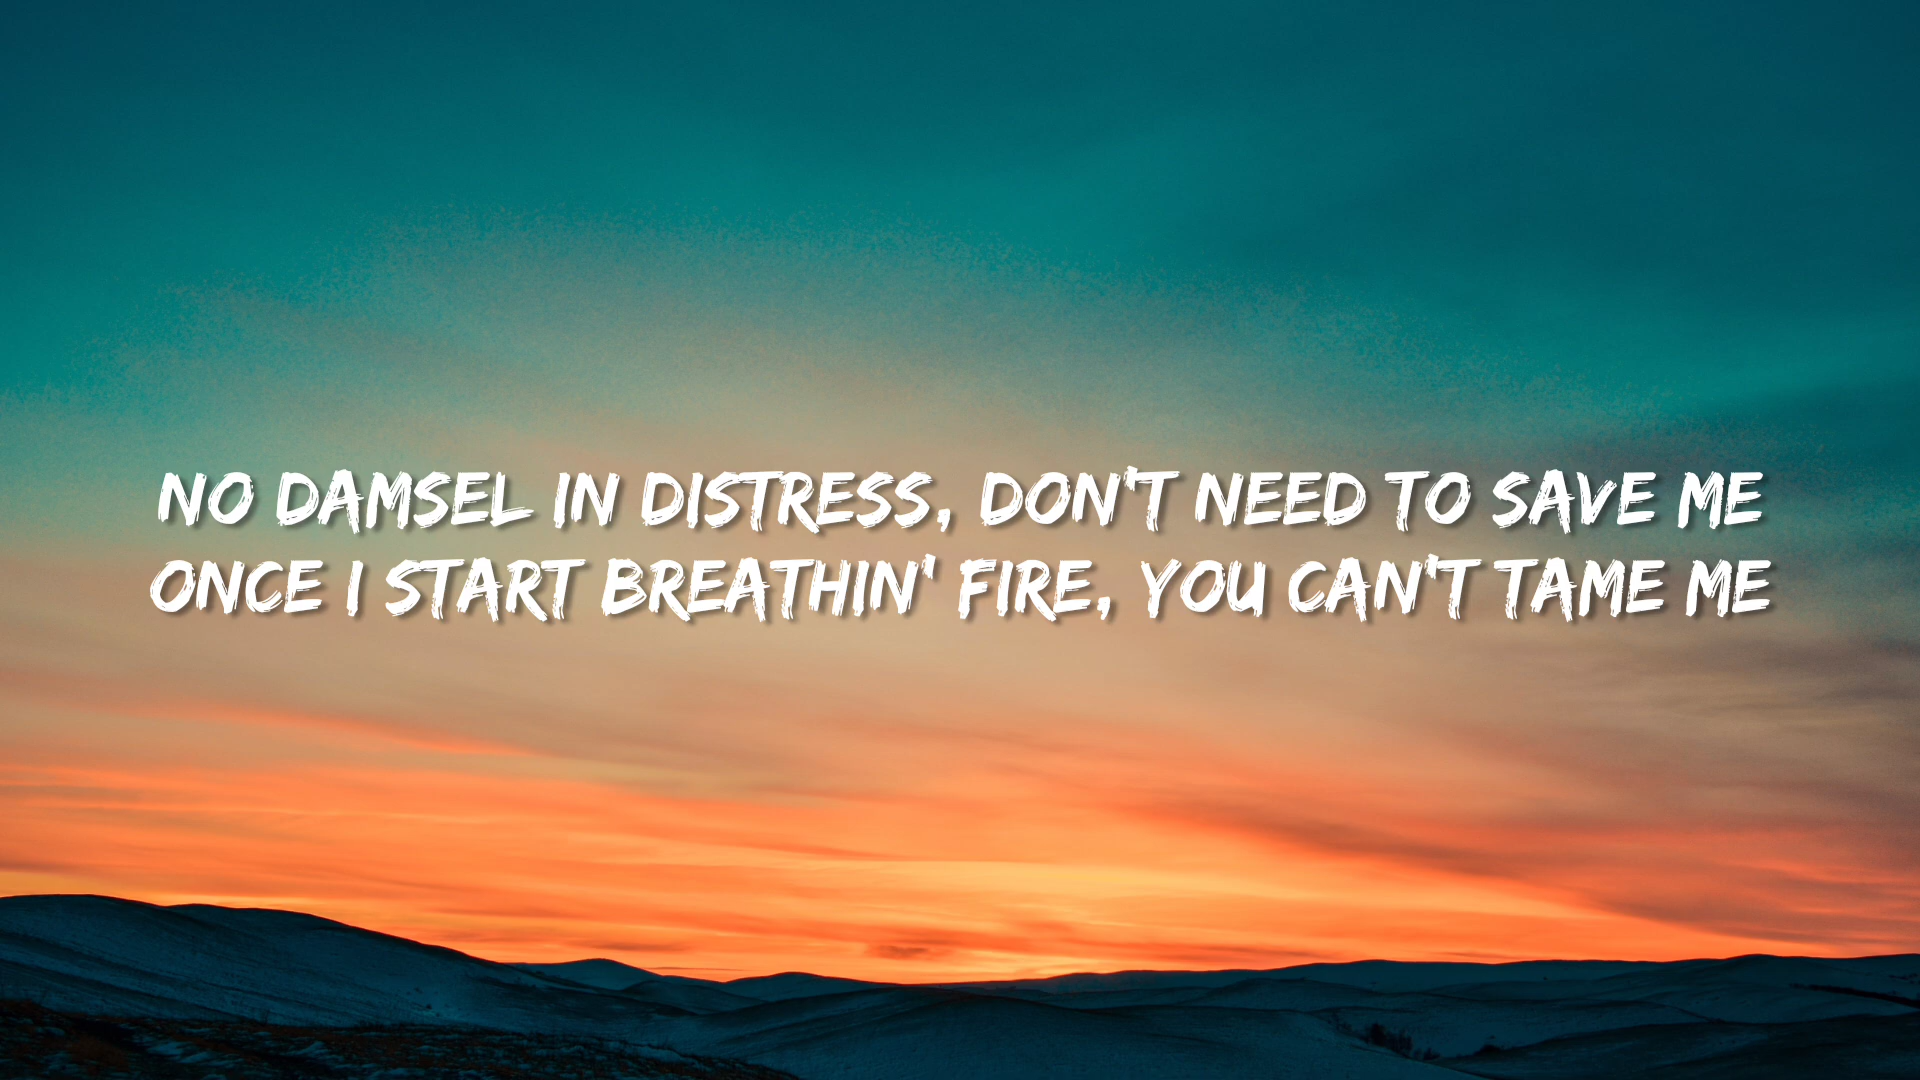 NO DAMSEL IN DISTRESS, DON'T NEED TO SAVE ME
ONCE I START BREATHIN' FIRE, YOU CAN'T TAME ME